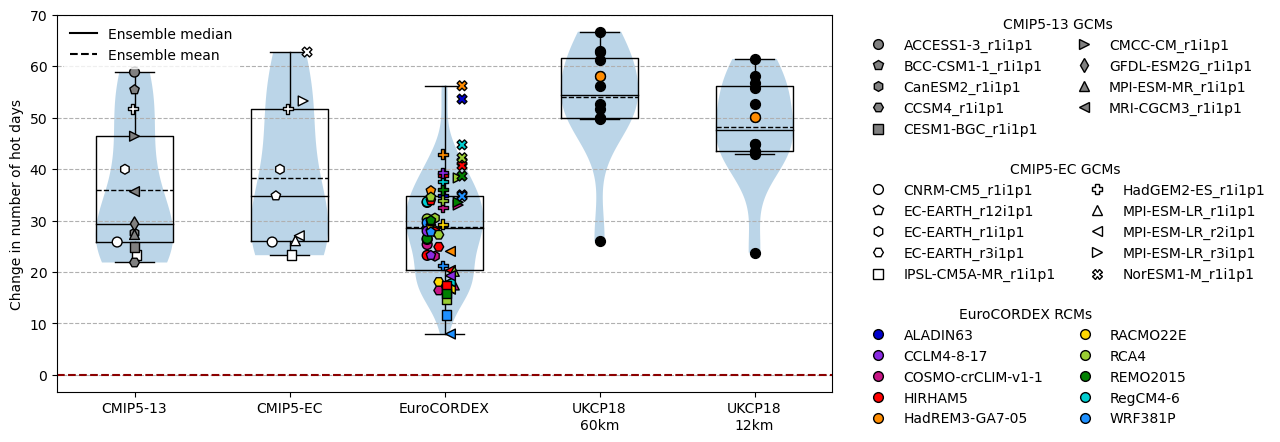 Change in number of hot days
70
60
50
40
30
20
10
0
Ensemble median
Ensemble mean
CMIP5-13
CMIP5-EC
EuroCORDEX
UKCP18
60km
UKCP18
12km
CMIP5-13 GCMs
ACCESS1-3_r1i1p1
BCC-CSM1-1_r1i1p1
CanESM2_r1i1p1
CCSM4_r1i1p1
CESM1-BGC_r1i1p1
CMCC-CM_r1i1p1
GFDL-ESM2G_r1i1p1
MPI-ESM-MR_r1i1p1
MRI-CGCM3_r1i1p1
CMIP5-EC GCMs
CNRM-CM5_r1i1p1
EC-EARTH_r12i1p1
EC-EARTH_r1i1p1
EC-EARTH_r3i1p1
IPSL-CM5A-MR_r1i1p1
HadGEM2-ES_r1i1p1
MPI-ESM-LR_r1i1p1
MPI-ESM-LR_r2i1p1
MPI-ESM-LR_r3i1p1
NorESM1-M_r1i1p1
EuroCORDEX RCMs
ALADIN63
CCLM4-8-17
COSMO-crCLIM-v1-1
HIRHAM5
HadREM3-GA7-05
RACMO22E
RCA4
REMO2015
RegCM4-6
WRF381P